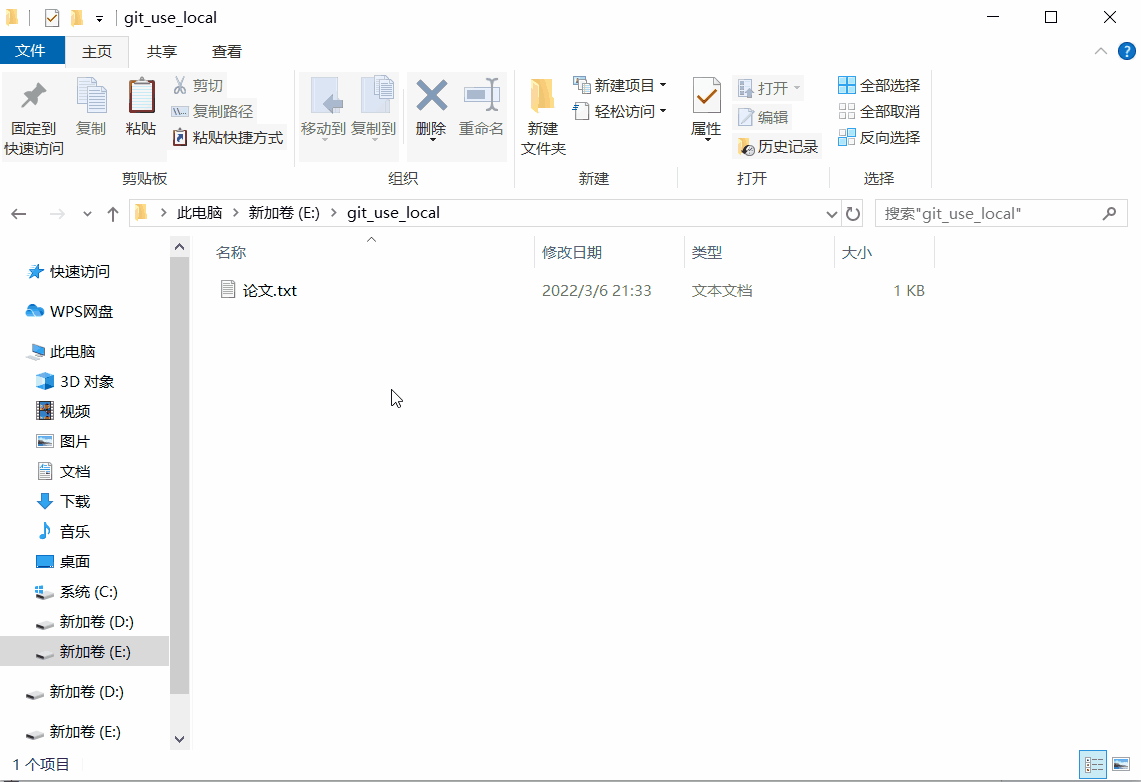 git_use_local
文件 主页 共享 查看
固定到快速访问
复制
粘贴
剪切
复制路径
粘贴快捷方式
移动到
复制到
删除
重命名
新建文件夹
新建项目
轻松访问
属性
打开
编辑
历史记录
全部选择
全部取消
反向选择
剪贴板 组织 新建 打开 选择
此电脑 新加卷 (E:) git_use_local
搜索"git_use_local"
名称 修改日期 类型 大小
论文.txt 2022/3/6 21:33 文本文档 1 KB
快速访问
WPS网盘
此电脑
3D 对象
视频
图片
文档
下载
音乐
桌面
系统 (C:)
新加卷 (D:)
新加卷 (E:)
新加卷 (D:)
新加卷 (E:)
1 个项目